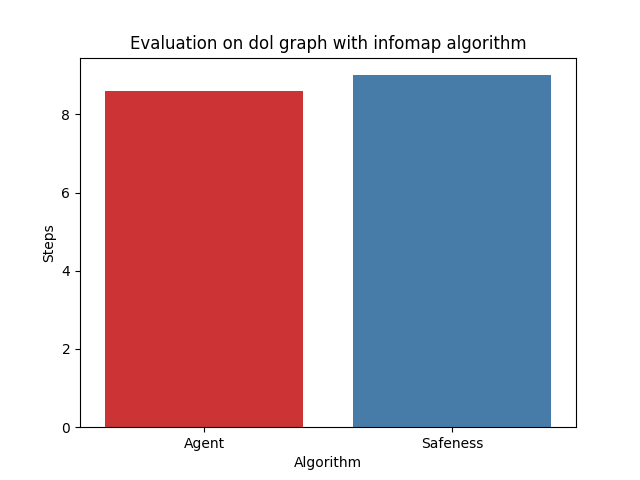 Evaluation on dol graph with infomap algorithm
8
6
4
2
0
Steps
Agent
Safeness
Algorithm